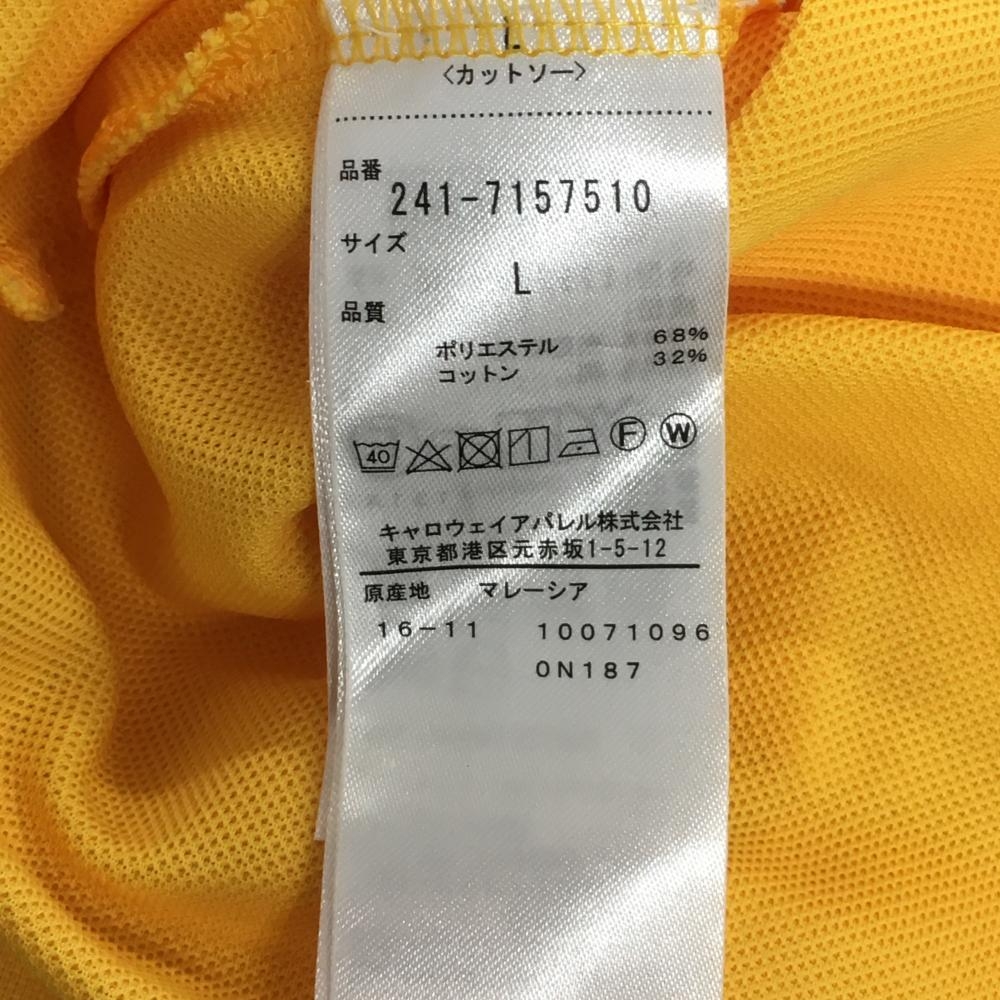 L
〈カットソー〉
品番
241-7157510
サイズ
L
品質
ポリエステル 68%
コットン 32%
40 F W
キャロウェイアパレル株式会社
東京都港区元赤坂1-5-12
原産地 マレーシア
16-11 10071096
0N187